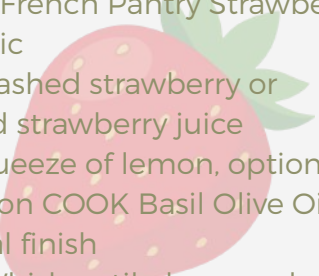 French Pantry Strawbe
ic
ashed strawberry or
d strawberry juice
ueeze of lemon, option
on COOK Basil Olive Oi
al finish